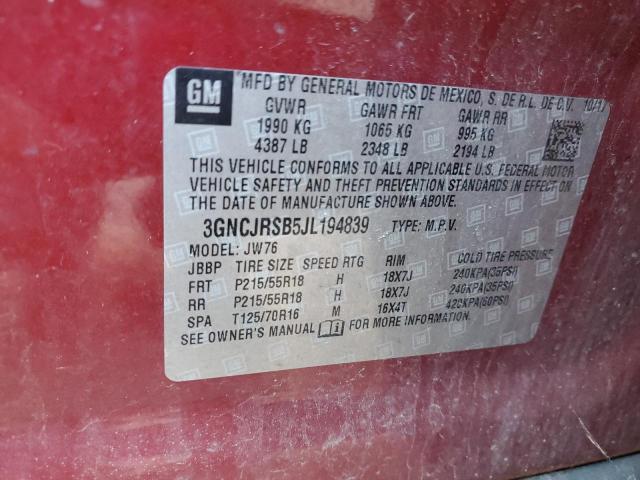 GM
MFD BY GENERAL MOTORS DE MEXICO, S. DE R.L. DE C.V. 10/17
GVWR GAWR FRT GAWR RR
1990 KG 1065 KG 995 KG
4387 LB 2348 LB 2194 LB
THIS VEHICLE CONFORMS TO ALL APPLICABLE U.S. FEDERAL MOTOR
VEHICLE SAFETY AND THEFT PREVENTION STANDARDS IN EFFECT ON
THE DATE OF MANUFACTURE SHOWN ABOVE.
3GNCJRSB5JL194839 TYPE: M.P.V.
MODEL: JW76
JBBP TIRE SIZE SPEED RTG RIM COLD TIRE PRESSURE
FRT P215/55R18 H 18X7J 240KPA(35PSI)
RR P215/55R18 H 18X7J 240KPA(35PSI)
SPA T125/70R16 M 16X4T 420KPA(60PSI)
SEE OWNER'S MANUAL FOR MORE INFORMATION.